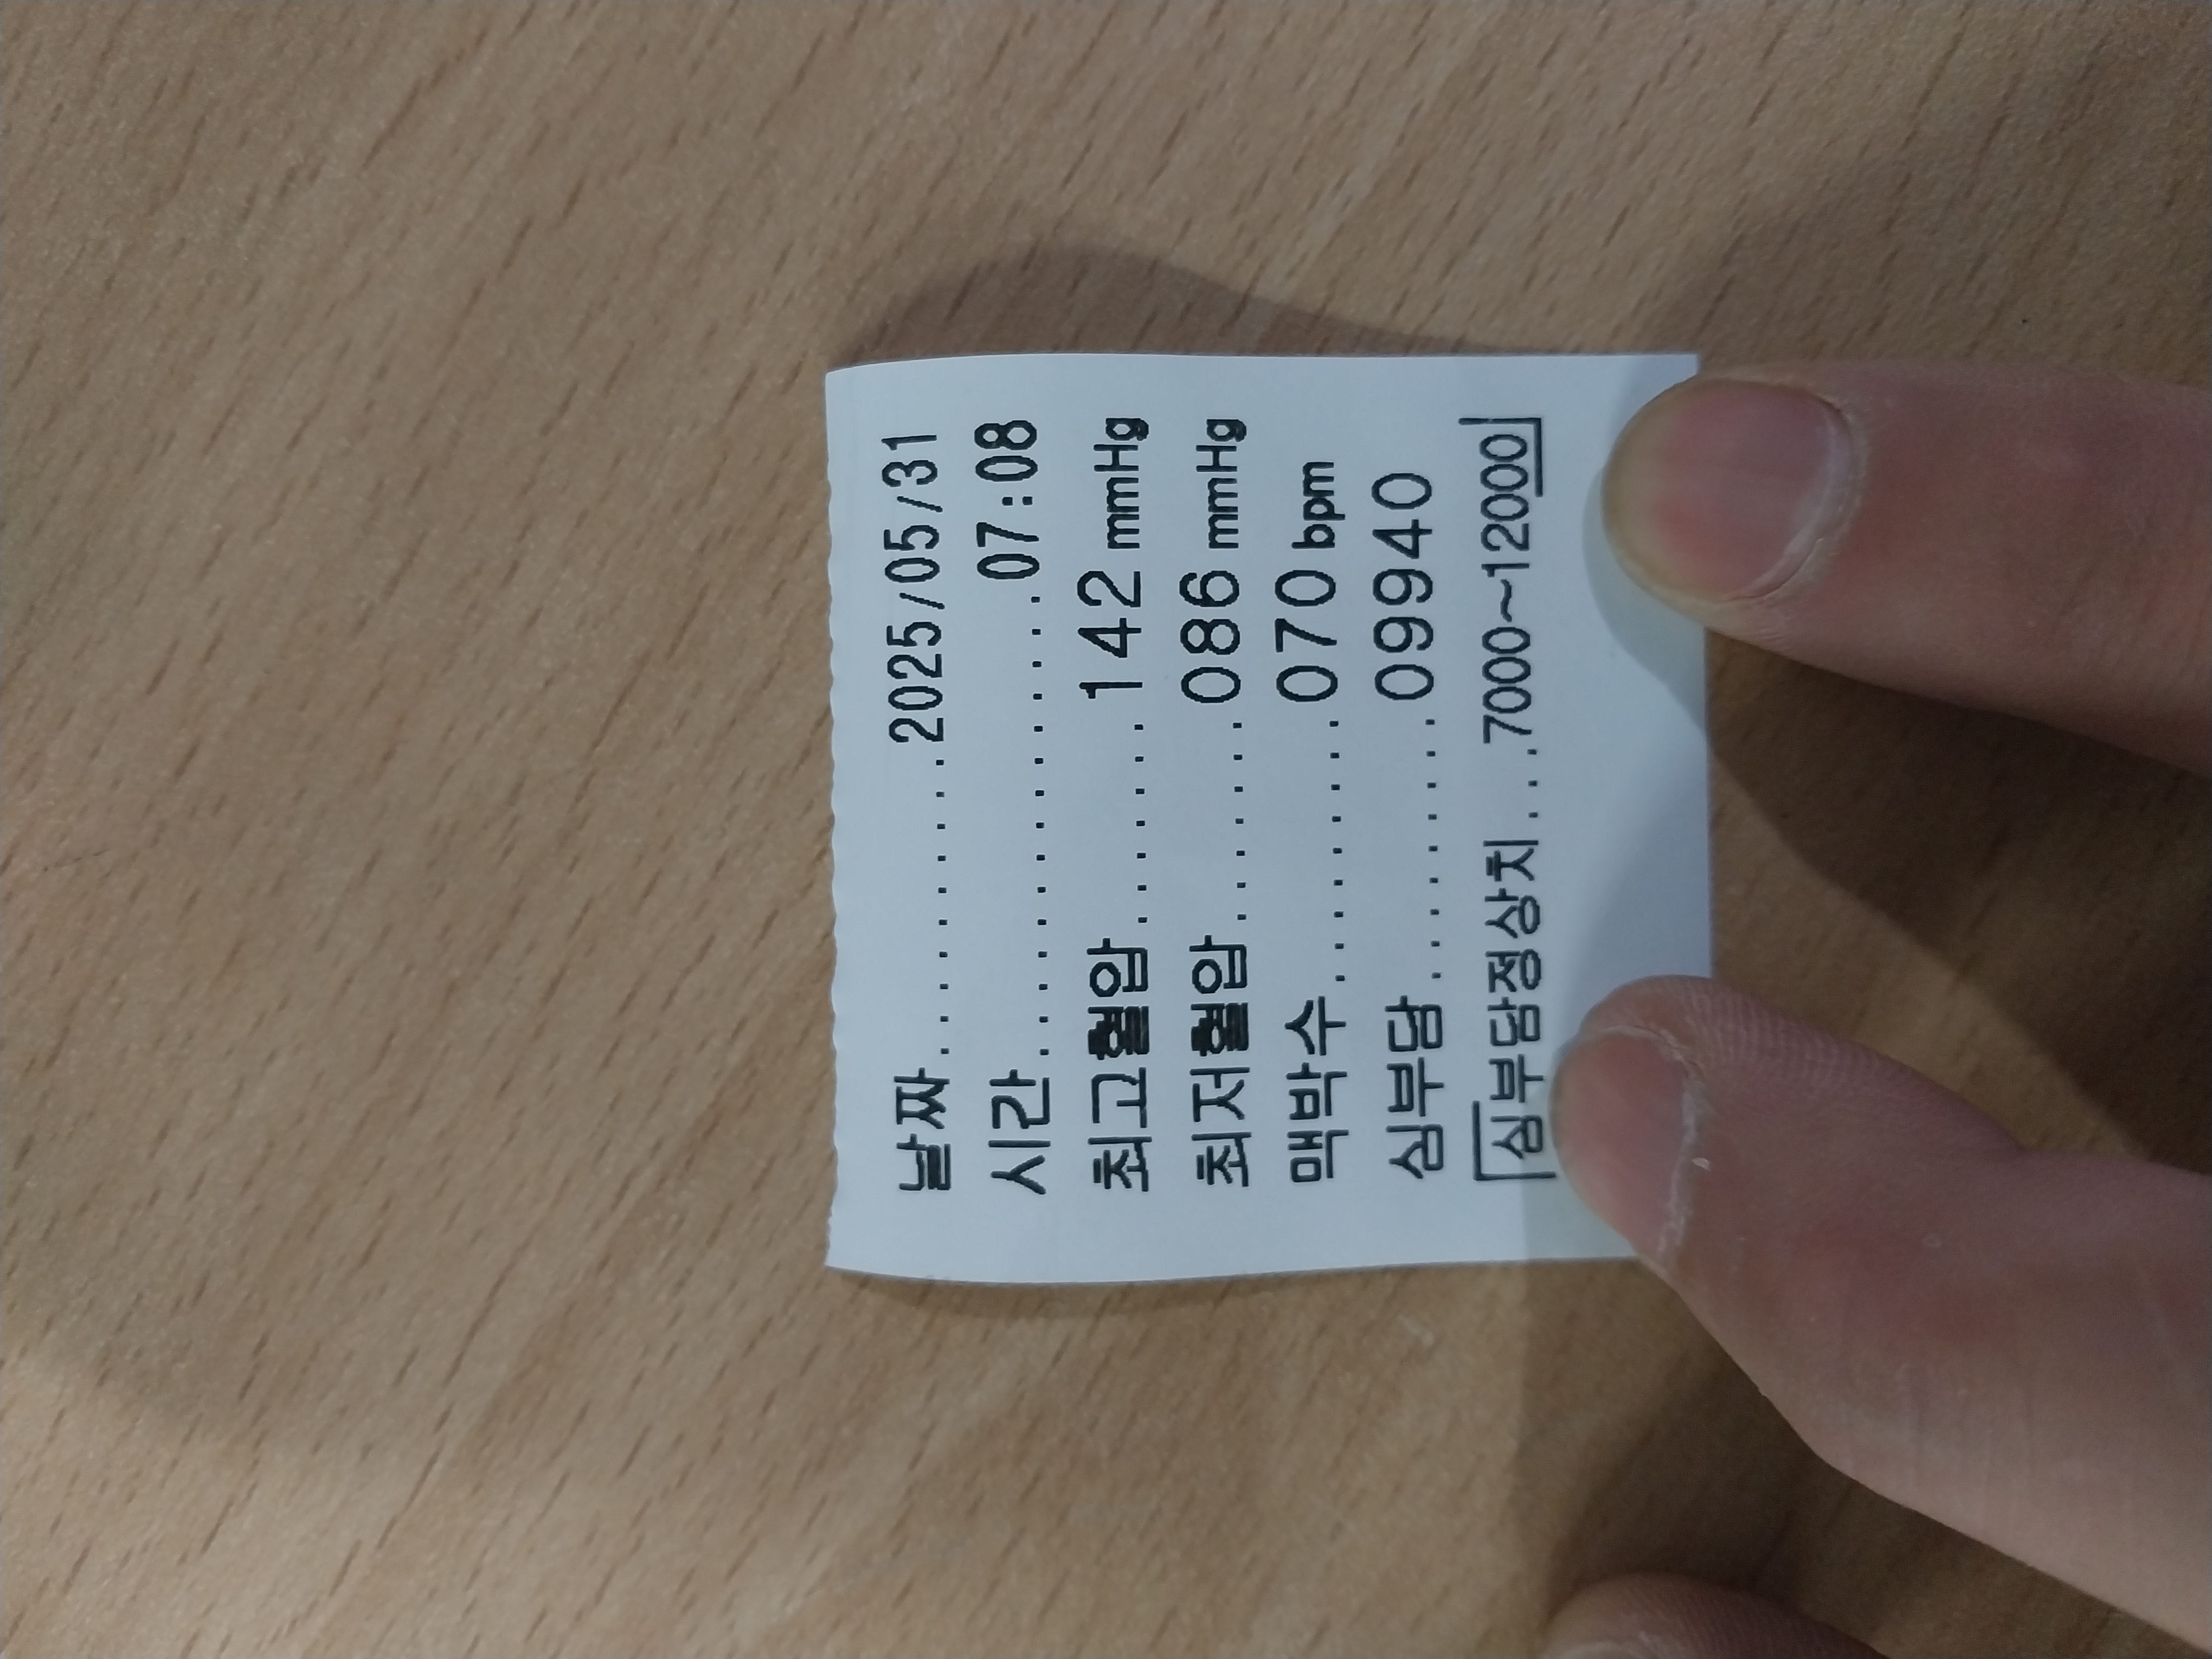 날짜...........2025/05/31
시간................07:08
최고혈압.......142 mmHg
최저혈압.......086 mmHg
맥박수.........070 bpm
심부담.........09940
심부담정상치...7000~12000